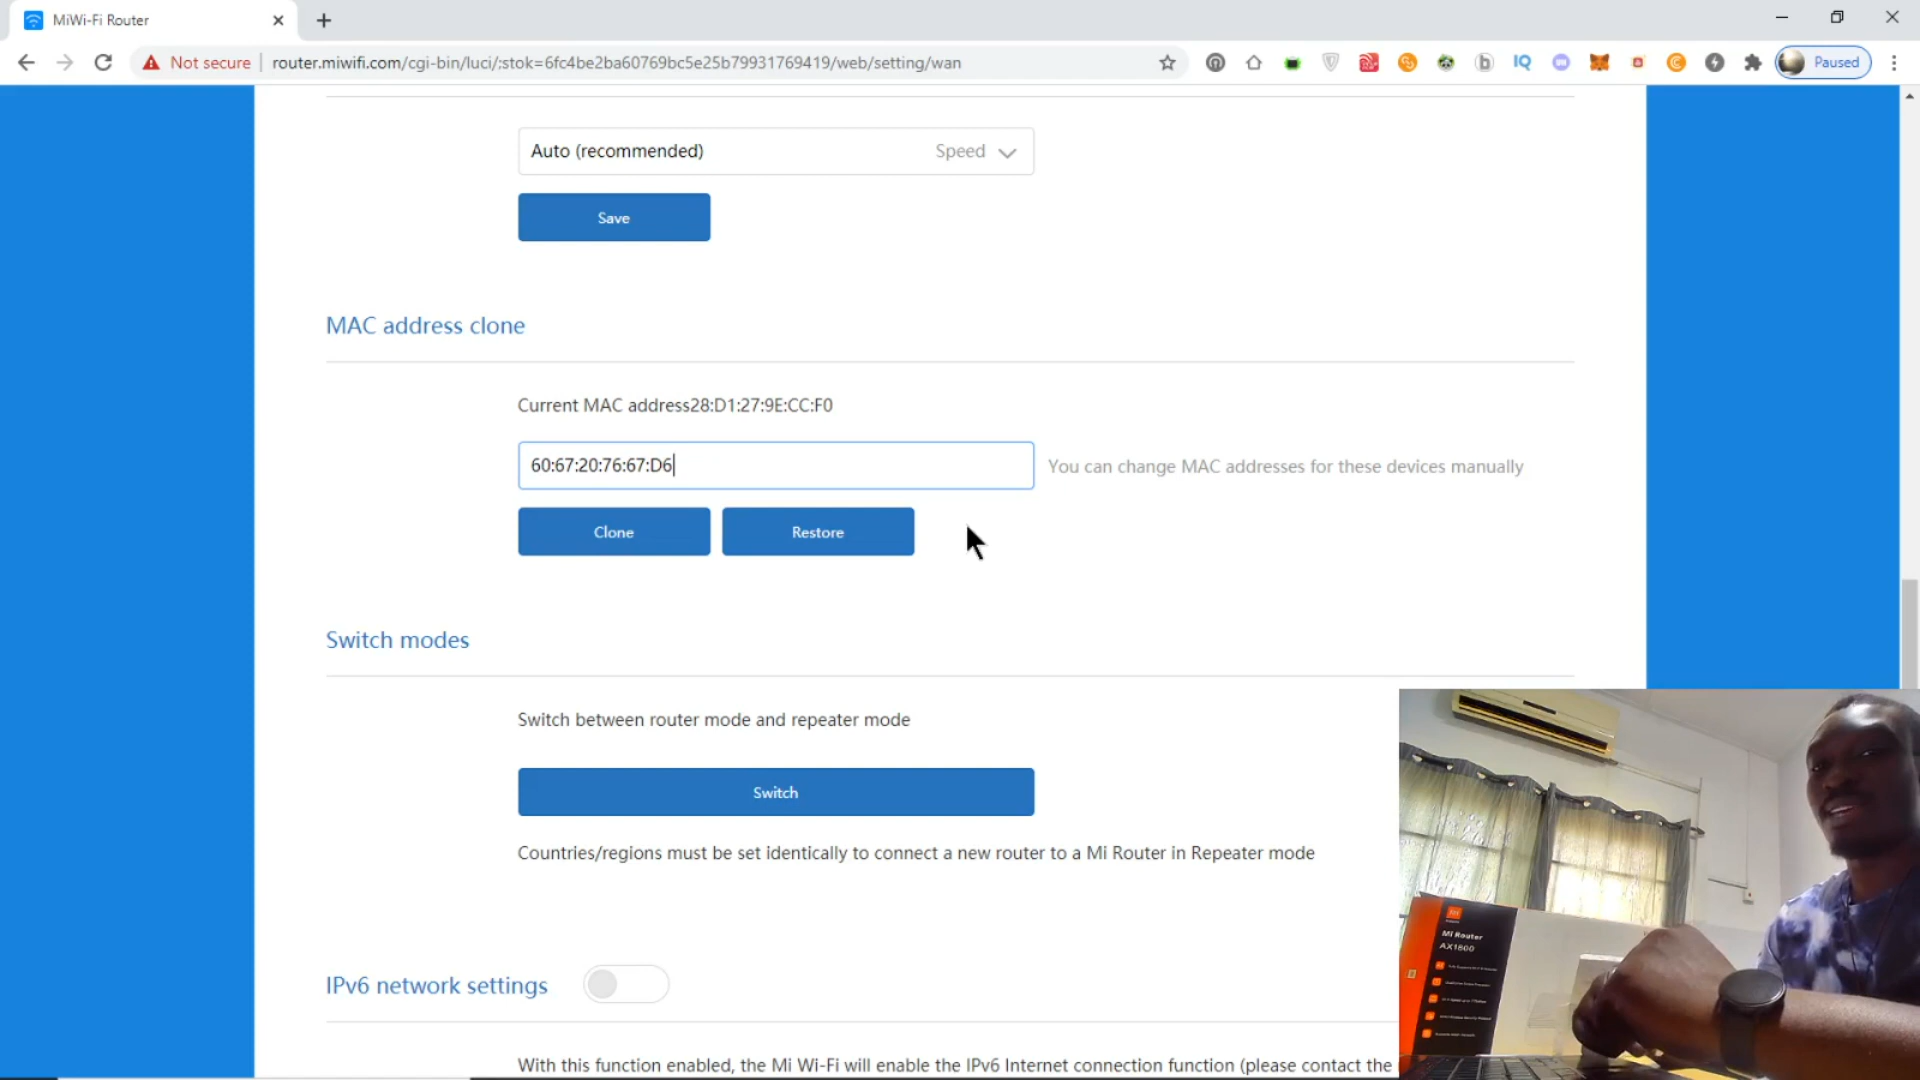 MiWi-Fi Router
Not secure
router.miwifi.com/cgi-bin/luci/;stok=6fc4be2ba60769bc5e25b79931769419/web/setting/wan
Paused
Auto (recommended)
Speed
Save
MAC address clone
Current MAC address28:D1:27:9E:CC:F0
60:67:20:76:67:D6
You can change MAC addresses for these devices manually
Clone
Restore
Switch modes
Switch between router mode and repeater mode
Switch
Countries/regions must be set identically to connect a new router to a Mi Router in Repeater mode
IPv6 network settings
With this function enabled, the Mi Wi-Fi will enable the IPv6 Internet connection function (please contact the
Mi Router
AX1800